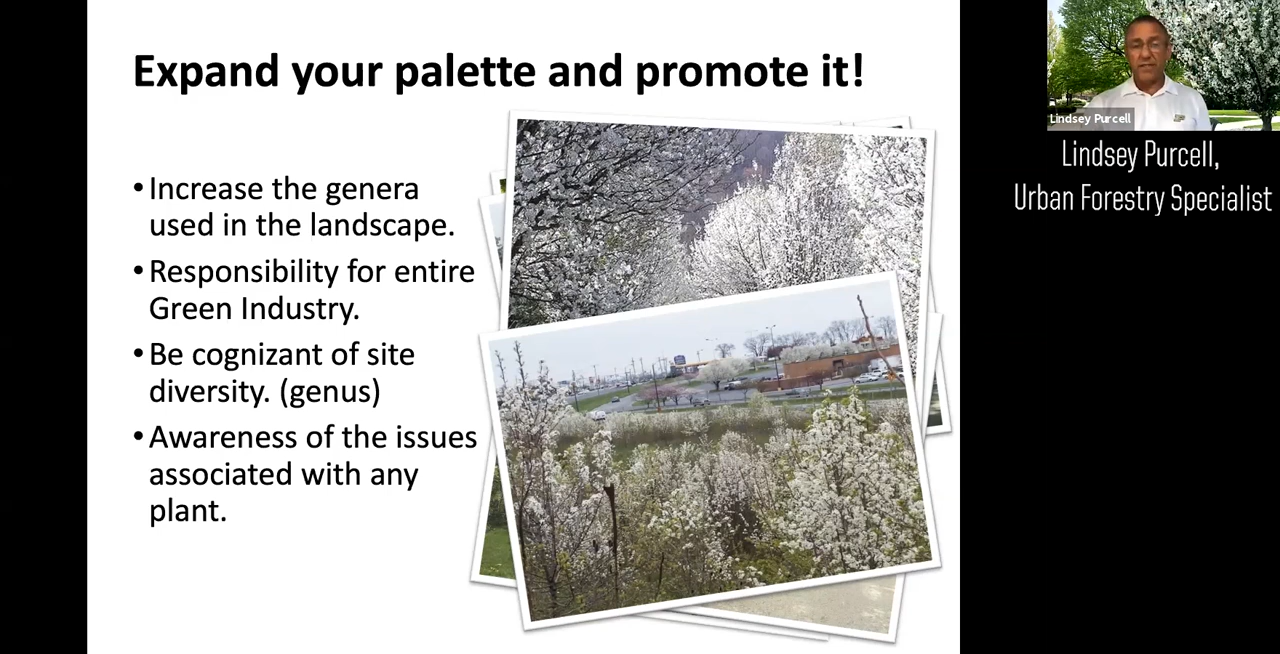 Expand your palette and promote it!
• Increase the genera
used in the landscape.
• Responsibility for entire
Green Industry.
• Be cognizant of site
diversity. (genus)
• Awareness of the issues
associated with any
plant.
Lindsey Purcell
Lindsey Purcell,
Urban Forestry Specialist